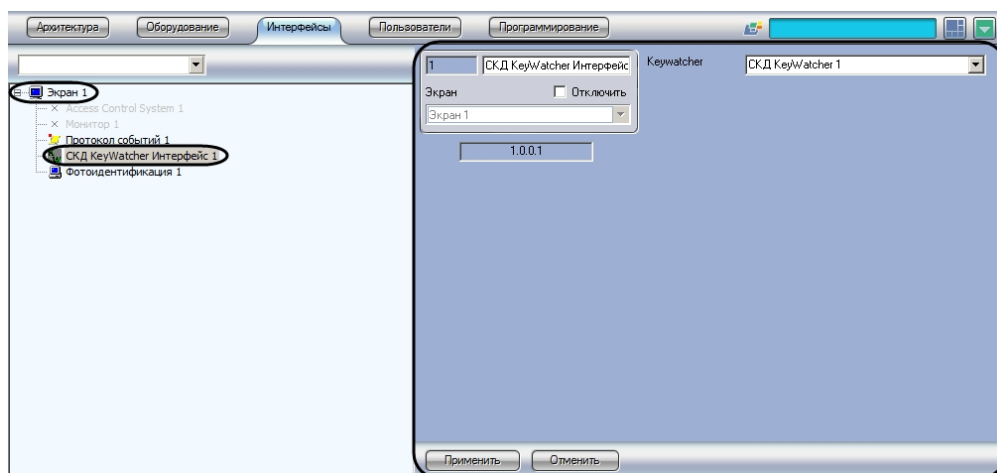 Архитектура Оборудование Интерфейсы Пользователи Программирование
1 СКД KeyWatcher Интерфейс Keywatcher СКД KeyWatcher 1
Экран Отключить
Экран 1
1.0.0.1
Экран 1
Access Control System 1
Монитор 1
Протокол событий 1
СКД KeyWatcher Интерфейс 1
Фотоидентификация 1
Применить Отменить